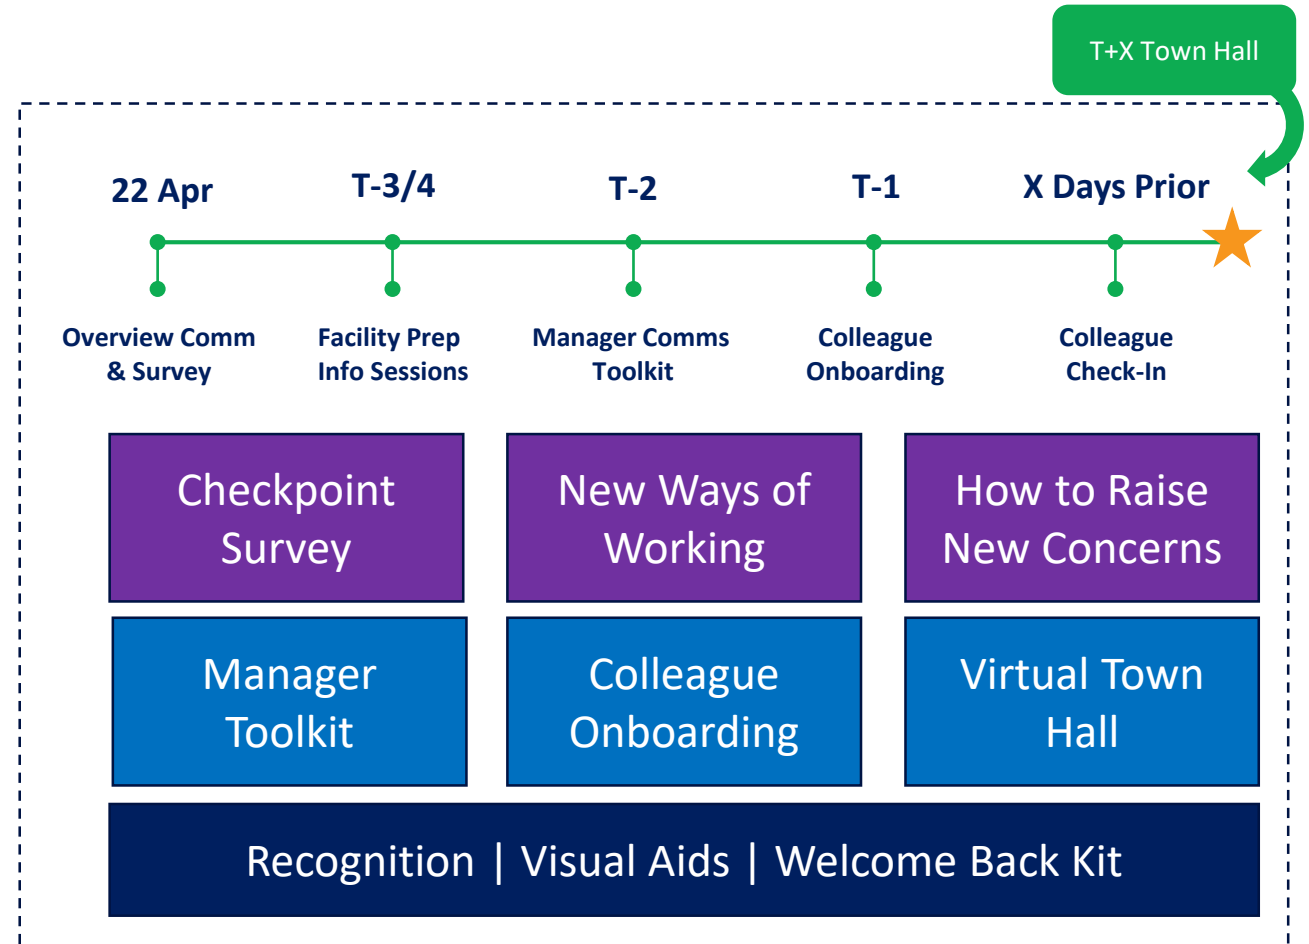 T+X Town Hall
22 Apr
T-3/4
T-2
T-1
X Days Prior
Overview Comm
& Survey
Facility Prep
Info Sessions
Manager Comms
Toolkit
Colleague
Onboarding
Colleague
Check-In
Checkpoint
Survey
New Ways of
Working
How to Raise
New Concerns
Manager
Toolkit
Colleague
Onboarding
Virtual Town
Hall
Recognition | Visual Aids | Welcome Back Kit